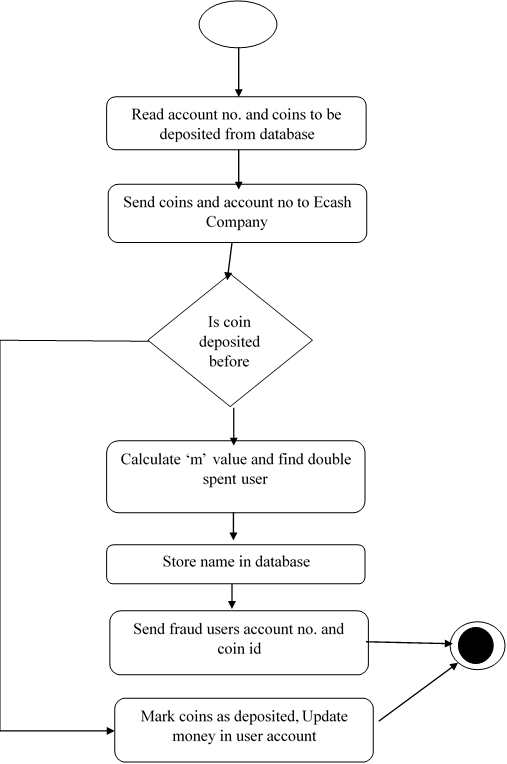 Read account no. and coins to be
deposited from database
Send coins and account no to Ecash
Company
Is coin
deposited
before
Calculate ‘m’ value and find double
spent user
Store name in database
Send fraud users account no. and
coin id
Mark coins as deposited, Update
money in user account